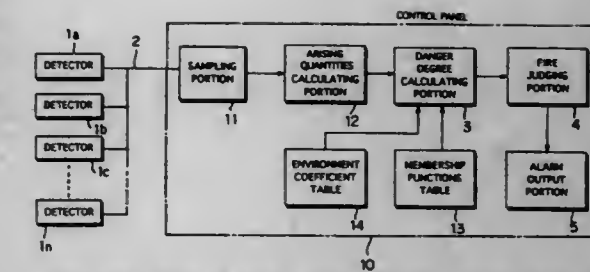 CONTROL PANEL
1a
2
DETECTOR
SAMPLING
PORTION
11
ARISING
QUANTITIES
CALCULATING
PORTION
12
DANGER
DEGREE
CALCULATING
PORTION
3
FIRE
JUDGING
PORTION
4
DETECTOR
1b
DETECTOR
1c
DETECTOR
1n
ENVIRONMENT
COEFFICIENT
TABLE
14
MEMBERSHIP
FUNCTIONS
TABLE
13
ALARM
OUTPUT
PORTION
5
10